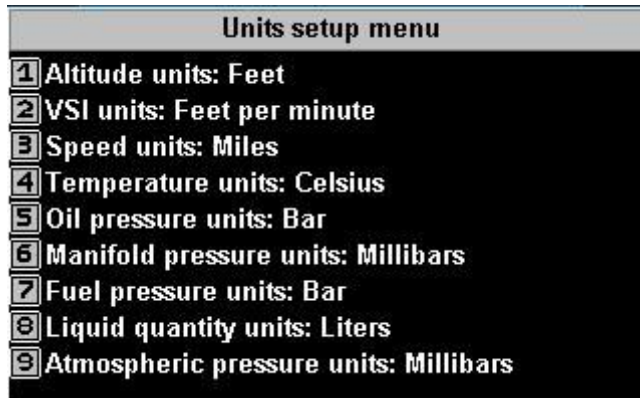 Units setup menu
1 Altitude units: Feet
2 VSI units: Feet per minute
3 Speed units: Miles
4 Temperature units: Celsius
5 Oil pressure units: Bar
6 Manifold pressure units: Millibars
7 Fuel pressure units: Bar
8 Liquid quantity units: Liters
9 Atmospheric pressure units: Millibars